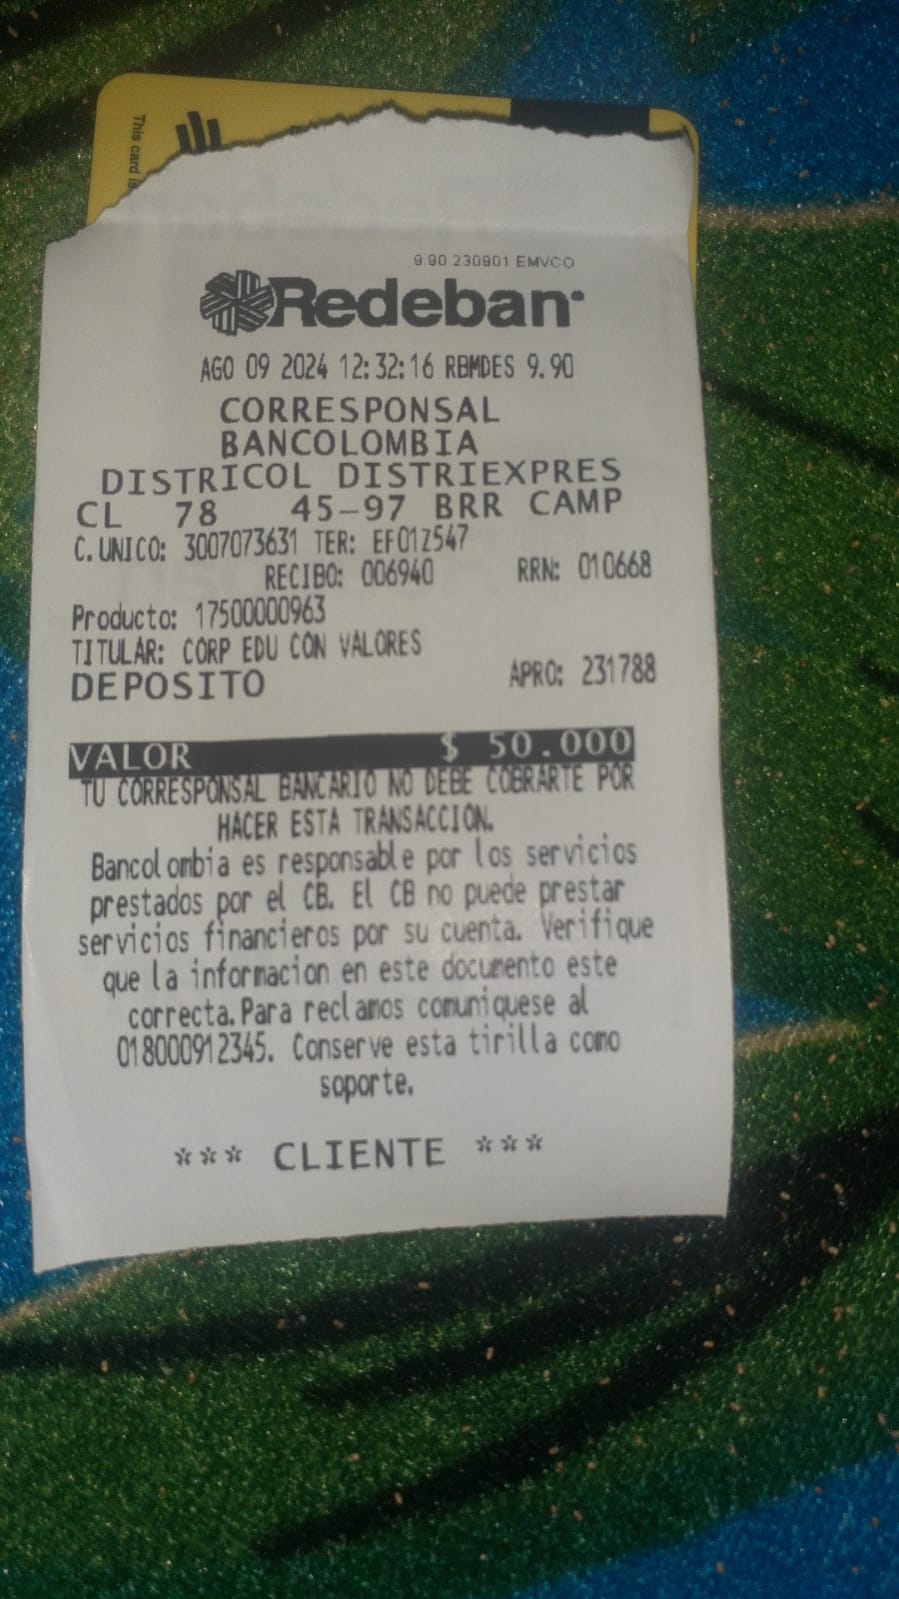 This card is
9.90 230901 EMVCO
Redeban
AGO 09 2024 12:32:16 RBMDES 9.90
CORRESPONSAL
BANCOLOMBIA
DISTRICOL DISTRIEXPRES
CL 78 45-97 BRR CAMP
C.UNICO: 3007073631 TER: EF01Z547
RECIBO: 006940 RRN: 010668
Producto: 17500000963
TITULAR: CORP EDU CON VALORES
DEPOSITO APRO: 231788
VALOR $ 50.000
TU CORRESPONSAL BANCARIO NO DEBE COBRARTE POR
HACER ESTA TRANSACCION.
Bancolombia es responsable por los servicios
prestados por el CB. El CB no puede prestar
servicios financieros por su cuenta. Verifique
que la informacion en este documento este
correcta.Para reclamos comuniquese al
018000912345. Conserve esta tirilla como
soporte.
*** CLIENTE ***